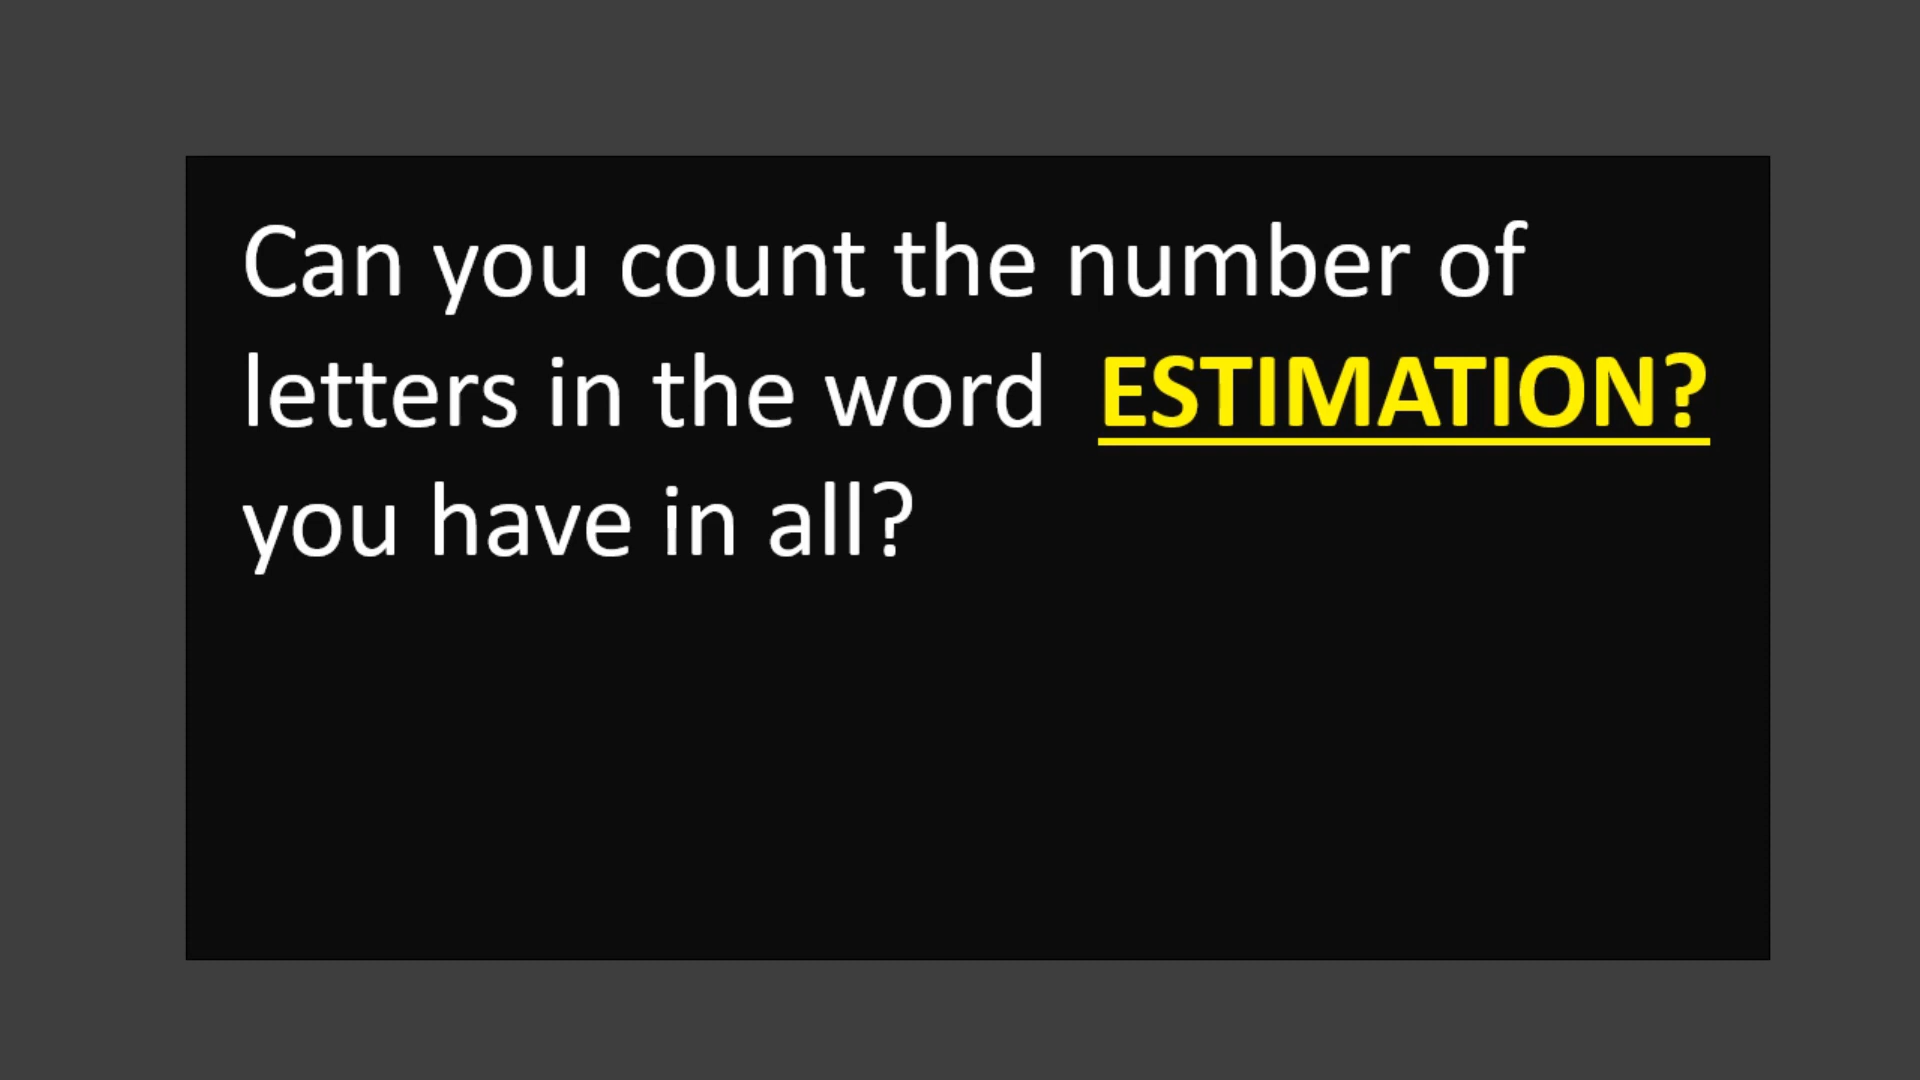 Can you count the number of
letters in the word ESTIMATION?
you have in all?